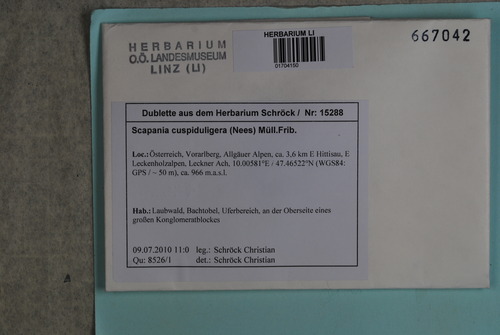 HERBARIUM
O.Ö. LANDESMUSEUM
LINZ (LI)
HERBARIUM LI
01704150
667042
Dublette aus dem Herbarium Schröck / Nr: 15288
Scapania cuspiduligera (Nees) Müll.Frib.
Loc.: Österreich, Vorarlberg, Allgäuer Alpen, ca. 3,6 km E Hittisau, E
Leckenholzalpen, Leckner Ach, 10.00581°E / 47.46522°N (WGS84:
GPS / ~ 50 m), ca. 966 m.a.s.l.
Hab.: Laubwald, Bachtobel, Uferbereich, an der Oberseite eines
großen Konglomeratblockes
09.07.2010 11:0 leg.: Schröck Christian
Qu: 8526/1 det.: Schröck Christian